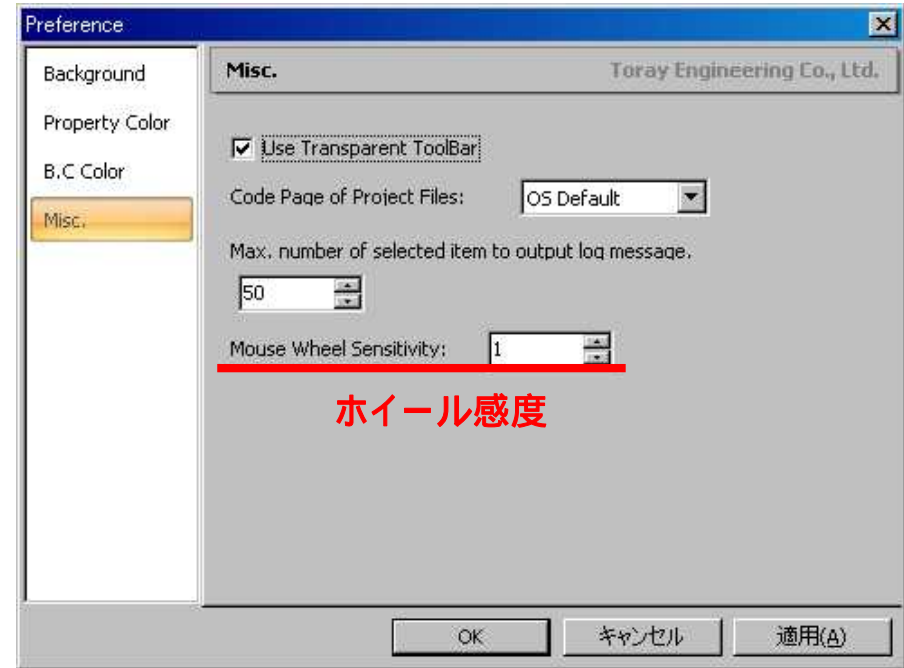 Preference
Background
Property Color
B.C Color
Misc.
Misc. Toray Engineering Co., Ltd.
Use Transparent ToolBar
Code Page of Project Files: OS Default
Max. number of selected item to output log message.
50
Mouse Wheel Sensitivity: 1
ホイール感度
OK キャンセル 適用(A)